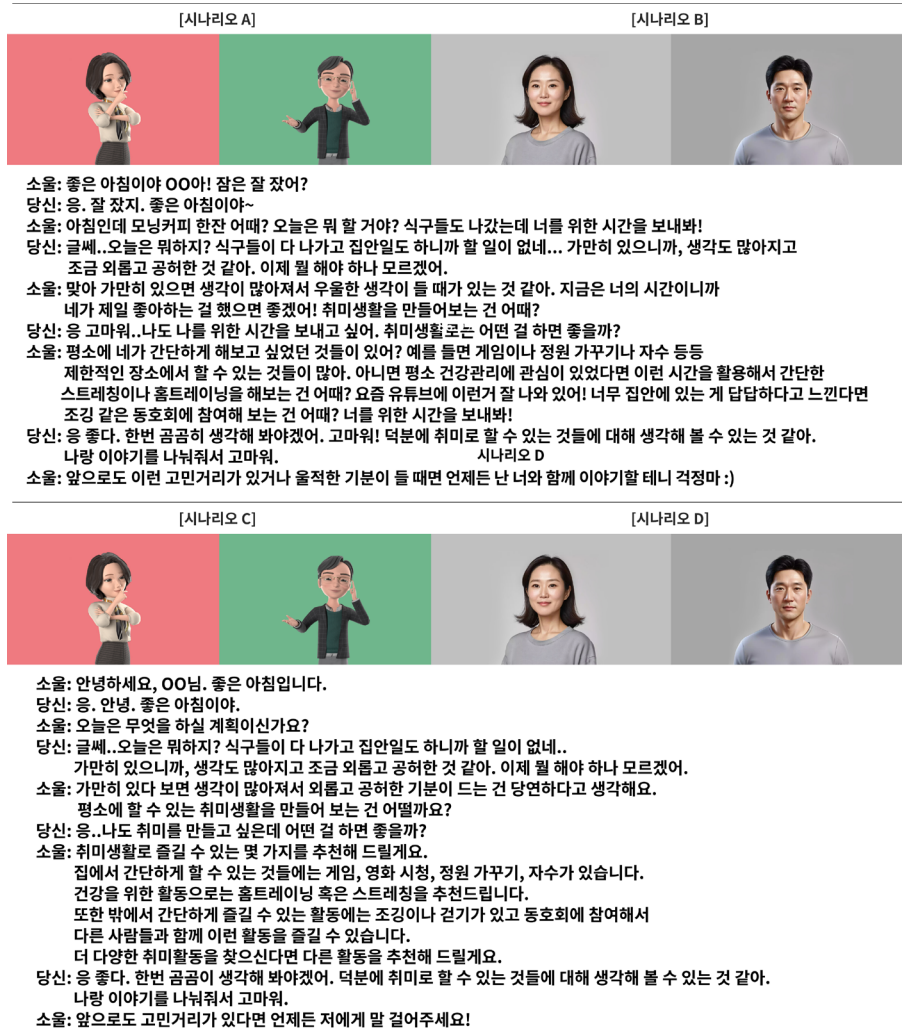 [시나리오 A]
[시나리오 B]
소울: 좋은 아침이야 OO아! 잠은 잘 잤어?
당신: 응. 잘 잤지. 좋은 아침이야~
소울: 아침인데 모닝커피 한잔 어때? 오늘은 뭐 할 거야? 식구들도 나갔는데 너를 위한 시간을 보내봐!
당신: 글쎄..오늘은 뭐하지? 식구들이 다 나가고 집안일도 하니까 할 일이 없네... 가만히 있으니까, 생각도 많아지고
조금 외롭고 공허한 것 같아. 이제 뭘 해야 하나 모르겠어.
소울: 맞아 가만히 있으면 생각이 많아져서 우울한 생각이 들 때가 있는 것 같아. 지금은 너의 시간이니까
네가 제일 좋아하는 걸 했으면 좋겠어! 취미생활을 만들어보는 건 어때?
당신: 응 고마워..나도 나를 위한 시간을 보내고 싶어. 취미생활로는 어떤 걸 하면 좋을까?
소울: 평소에 네가 간단하게 해보고 싶었던 것들이 있어? 예를 들면 게임이나 정원 가꾸기나 자수 등등
제한적인 장소에서 할 수 있는 것들이 많아. 아니면 평소 건강관리에 관심이 있었다면 이런 시간을 활용해서 간단한
스트레칭이나 홈트레이닝을 해보는 건 어때? 요즘 유튜브에 이런거 잘 나와 있어! 너무 집안에 있는 게 답답하다고 느낀다면
조깅 같은 동호회에 참여해 보는 건 어때? 너를 위한 시간을 보내봐!
당신: 응 좋다. 한번 곰곰히 생각해 봐야겠어. 고마워! 덕분에 취미로 할 수 있는 것들에 대해 생각해 볼 수 있는 것 같아.
나랑 이야기를 나눠줘서 고마워.
시나리오 D
소울: 앞으로도 이런 고민거리가 있거나 울적한 기분이 들 때면 언제든 난 너와 함께 이야기할 테니 걱정마 :)
[시나리오 C]
[시나리오 D]
소울: 안녕하세요, OO님. 좋은 아침입니다.
당신: 응. 안녕. 좋은 아침이야.
소울: 오늘은 무엇을 하실 계획이신가요?
당신: 글쎄..오늘은 뭐하지? 식구들이 다 나가고 집안일도 하니까 할 일이 없네..
가만히 있으니까, 생각도 많아지고 조금 외롭고 공허한 것 같아. 이제 뭘 해야 하나 모르겠어.
소울: 가만히 있다 보면 생각이 많아져서 외롭고 공허한 기분이 드는 건 당연하다고 생각해요.
평소에 할 수 있는 취미생활을 만들어 보는 건 어떨까요?
당신: 응..나도 취미를 만들고 싶은데 어떤 걸 하면 좋을까?
소울: 취미생활로 즐길 수 있는 몇 가지를 추천해 드릴게요.
집에서 간단하게 할 수 있는 것들에는 게임, 영화 시청, 정원 가꾸기, 자수가 있습니다.
건강을 위한 활동으로는 홈트레이닝 혹은 스트레칭을 추천드립니다.
또한 밖에서 간단하게 즐길 수 있는 활동에는 조깅이나 걷기가 있고 동호회에 참여해서
다른 사람들과 함께 이런 활동을 즐길 수 있습니다.
더 다양한 취미활동을 찾으신다면 다른 활동을 추천해 드릴게요.
당신: 응 좋다. 한번 곰곰이 생각해 봐야겠어. 덕분에 취미로 할 수 있는 것들에 대해 생각해 볼 수 있는 것 같아.
나랑 이야기를 나눠줘서 고마워.
소울: 앞으로도 고민거리가 있다면 언제든 저에게 말 걸어주세요!